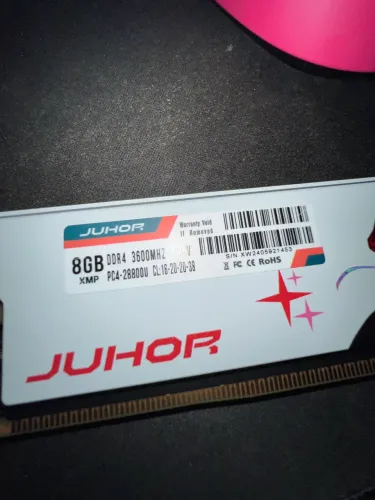 JUHOR
Warranty Void
If Removed
8GB DDR4 3600MHZ V
XMP PC4-28800U CL:16-20-20-38
S/N:XW2405921453
FC CE RoHS
JUHOR